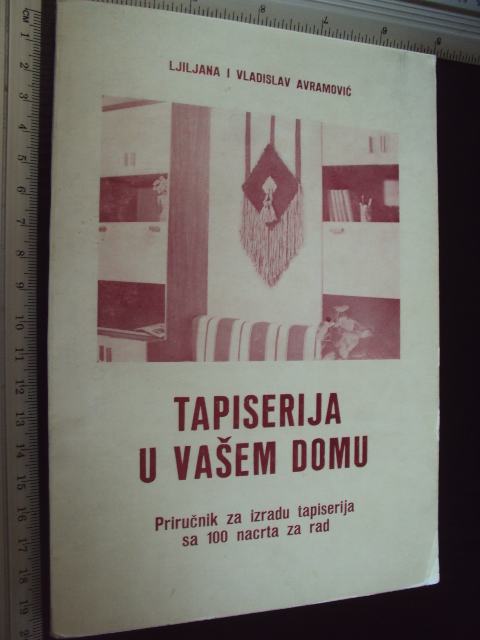 LJILJANA I VLADISLAV AVRAMOVIĆ
TAPISERIJA
U VAŠEM DOMU
Priručnik za izradu tapiserija
sa 100 nacrta za rad